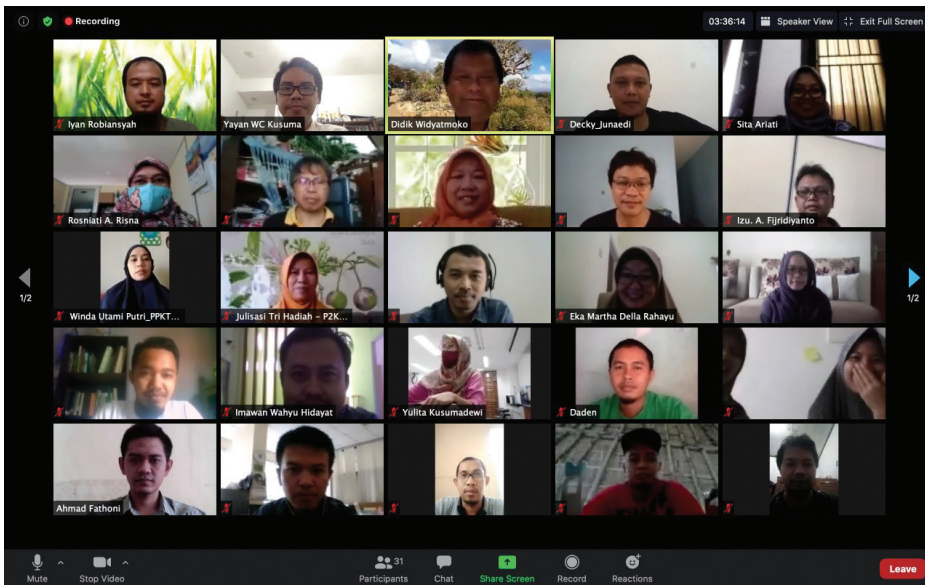 Recording
03:36:14
Speaker View
Exit Full Screen
Iyan Robiansyah
Yayan WC Kusuma
Didik Widyatmoko
Decky_Junaedi
Sita Ariati
Rosniati A. Risna
Izu. A. Fijridiyanto
1/2
1/2
Winda Utami Putri_PPKT...
Julisasi Tri Hadiah – P2K...
Eka Martha Della Rahayu
Imawan Wahyu Hidayat
Yulita Kusumadewi
Daden
Ahmad Fathoni
Mute
Stop Video
31
Participants
Chat
Share Screen
Record
Reactions
Leave